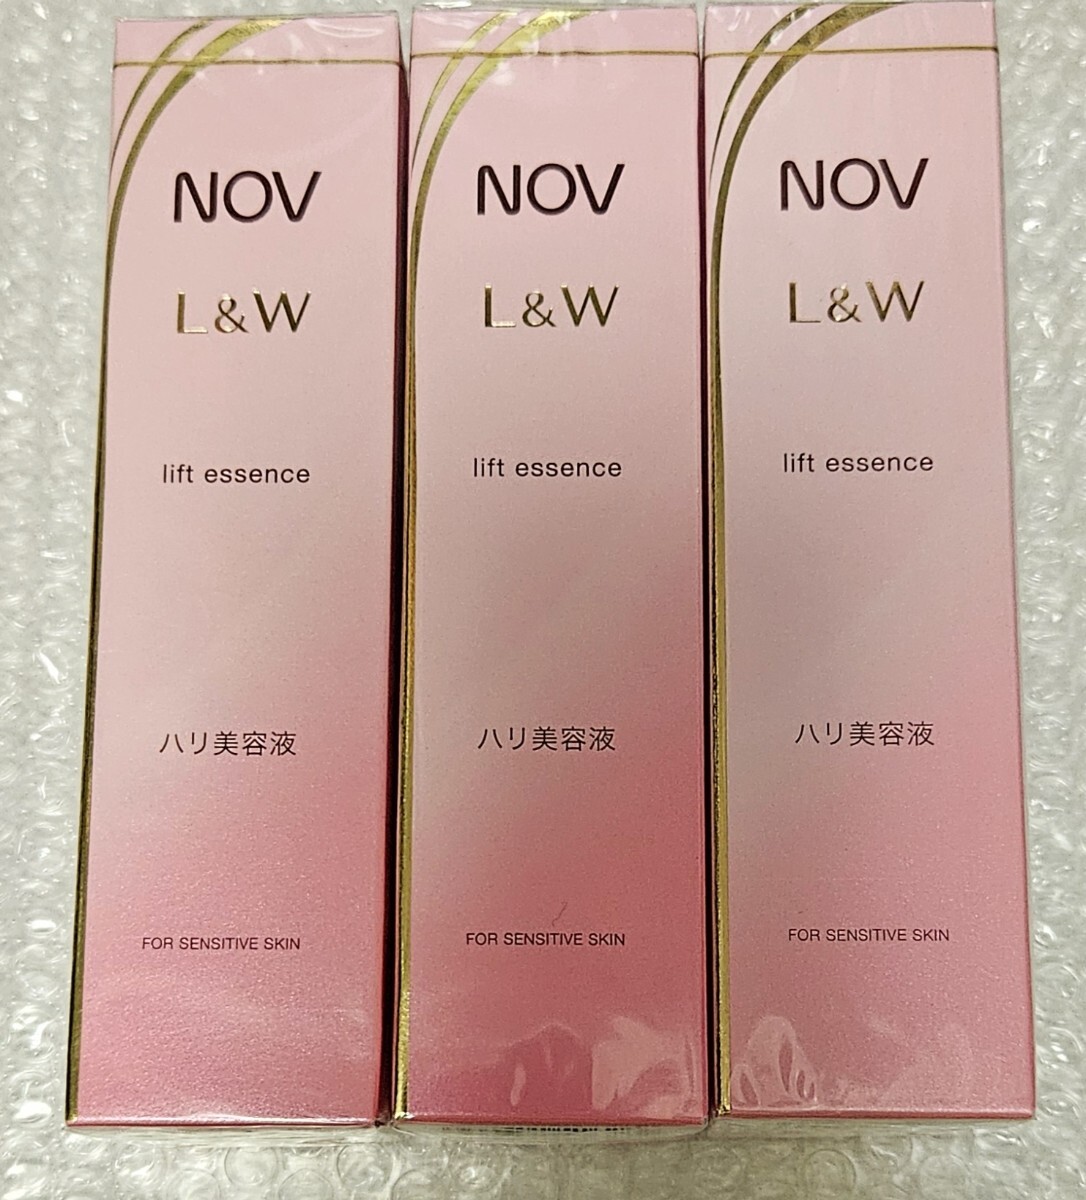 NOV
L&W
lift essence
ハリ美容液
FOR SENSITIVE SKIN
NOV
L&W
lift essence
ハリ美容液
FOR SENSITIVE SKIN
NOV
L&W
lift essence
ハリ美容液
FOR SENSITIVE SKIN